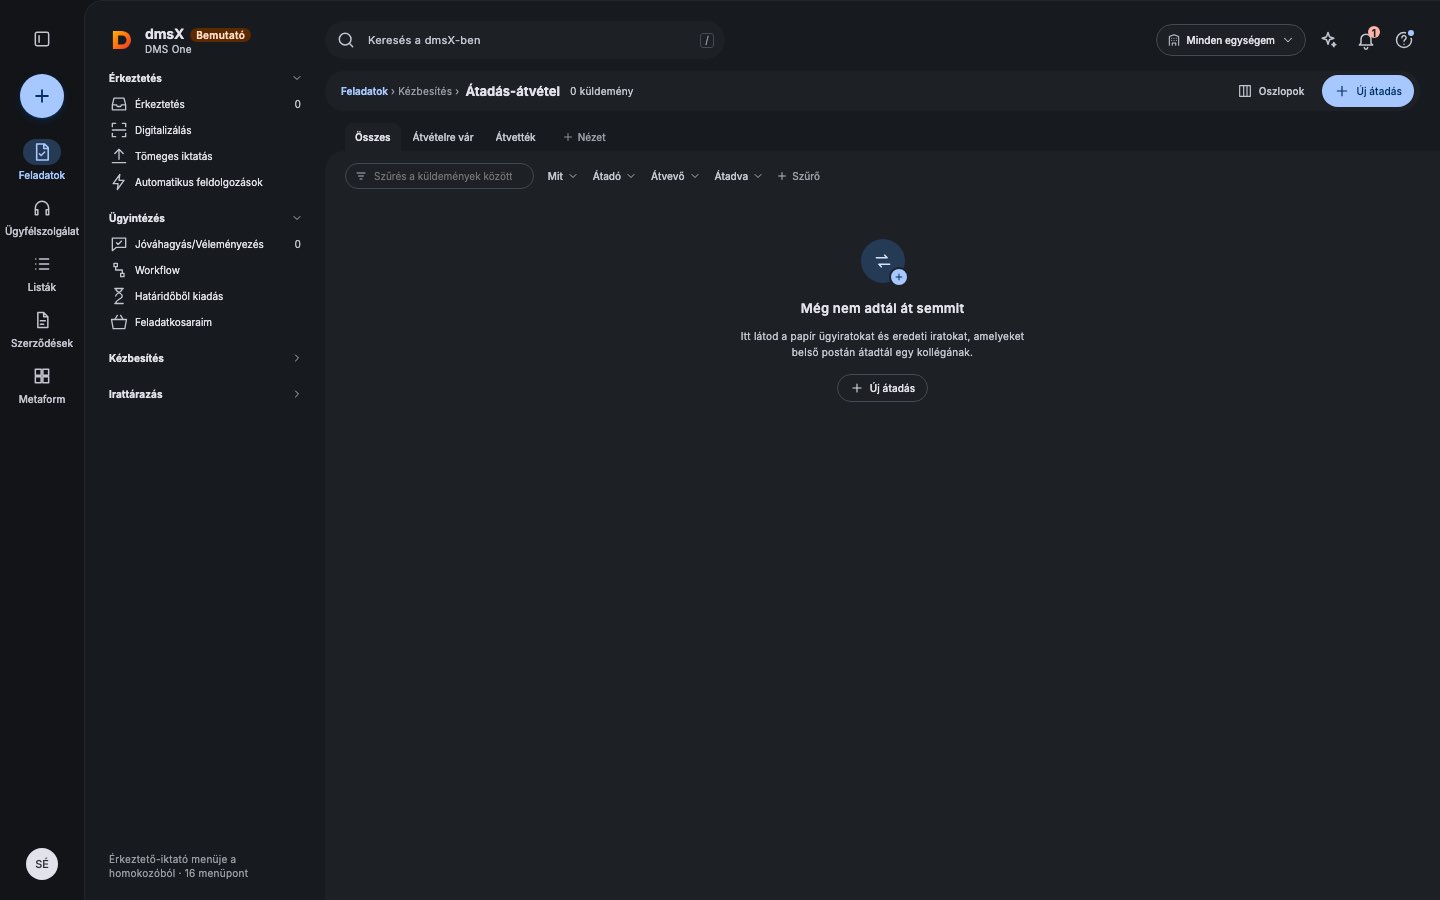 dmsX Bemutató
DMS One
Keresés a dmsX-ben /
Minden egységem
1
Feladatok
Ügyfélszolgálat
Listák
Szerződések
Metaform
SÉ
Érkeztetés
Érkeztetés 0
Digitalizálás
Tömeges iktatás
Automatikus feldolgozások
Ügyintézés
Jóváhagyás/Véleményezés 0
Workflow
Határidőből kiadás
Feladatkosaraim
Kézbesítés
Irattárazás
Érkeztető-iktató menüje a
homokozóból · 16 menüpont
Feladatok › Kézbesítés › Átadás-átvétel 0 küldemény
Oszlopok
Új átadás
Összes Átvételre vár Átvették + Nézet
Szűrés a küldemények között Mit Átadó Átvevő Átadva + Szűrő
Még nem adtál át semmit
Itt látod a papír ügyiratokat és eredeti iratokat, amelyeket
belső postán átadtál egy kollégának.
+ Új átadás